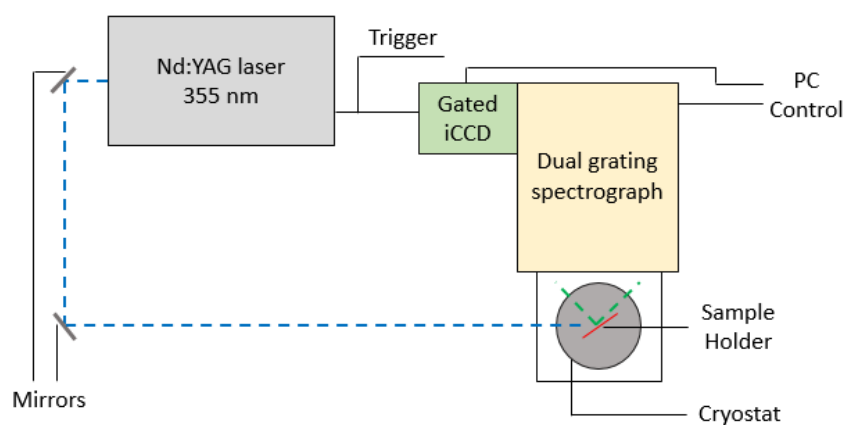 Nd:YAG laser
355 nm
Trigger
Gated
iCCD
Dual grating
spectrograph
PC
Control
Sample
Holder
Mirrors
Cryostat